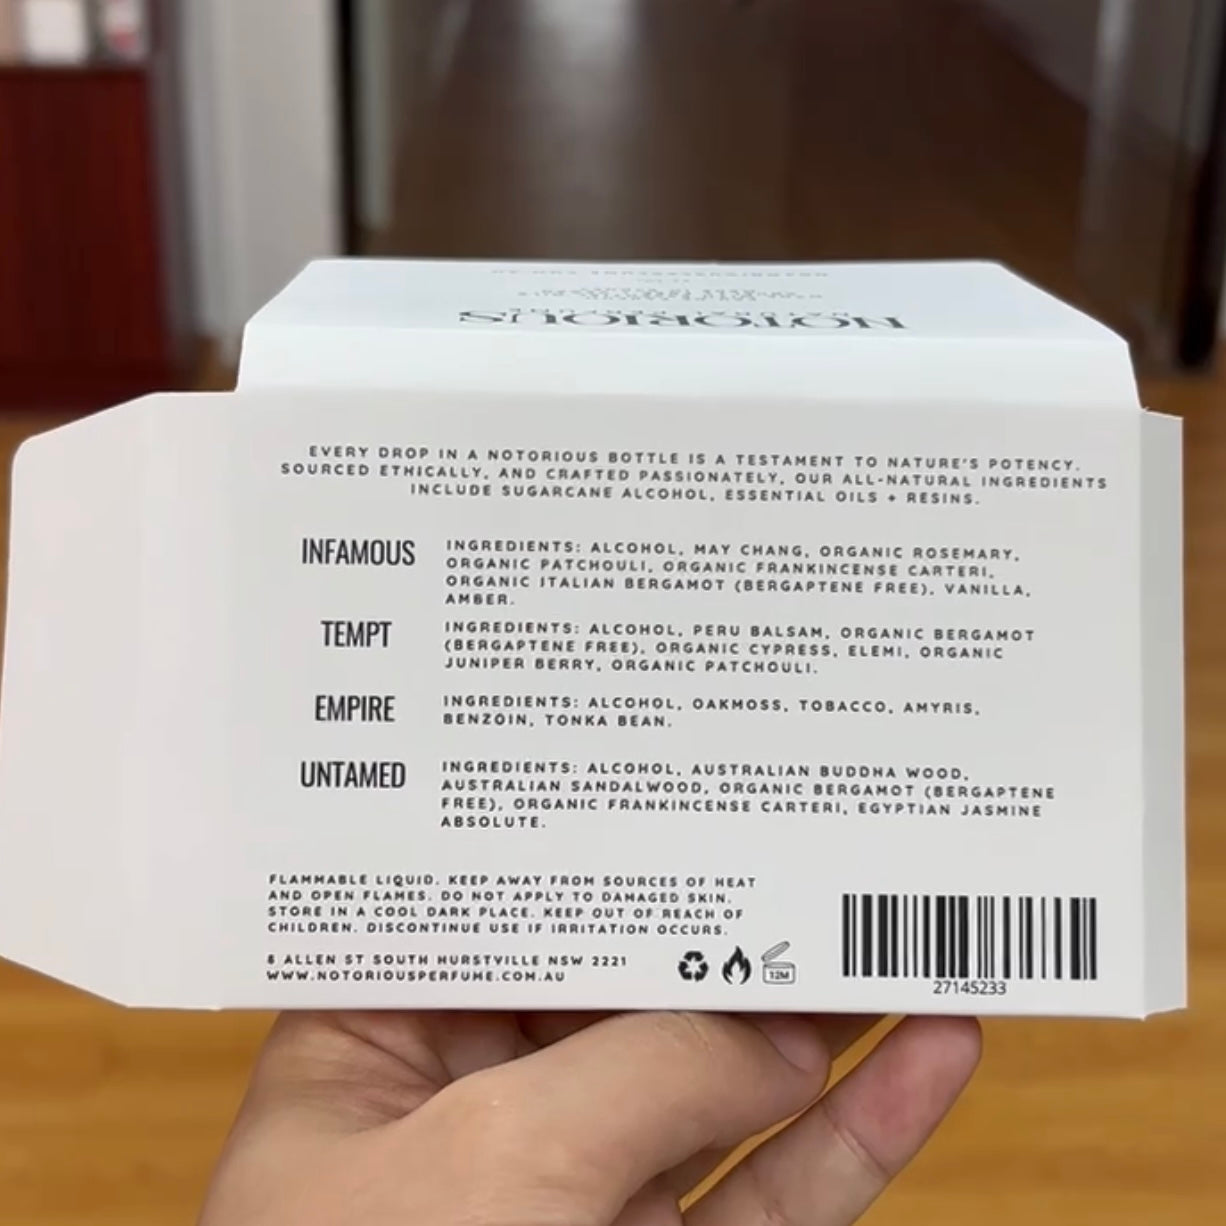 NOTORIOUS
NATURAL PERFUME
EVERY DROP IN A NOTORIOUS BOTTLE IS A TESTAMENT TO NATURE'S POTENCY.
SOURCED ETHICALLY, AND CRAFTED PASSIONATELY, OUR ALL-NATURAL INGREDIENTS
INCLUDE SUGARCANE ALCOHOL, ESSENTIAL OILS + RESINS.
INFAMOUS
INGREDIENTS: ALCOHOL, MAY CHANG, ORGANIC ROSEMARY,
ORGANIC PATCHOULI, ORGANIC FRANKINCENSE CARTERI,
ORGANIC ITALIAN BERGAMOT (BERGAPTENE FREE), VANILLA,
AMBER.
TEMPT
INGREDIENTS: ALCOHOL, PERU BALSAM, ORGANIC BERGAMOT
(BERGAPTENE FREE), ORGANIC CYPRESS, ELEMI, ORGANIC
JUNIPER BERRY, ORGANIC PATCHOULI.
EMPIRE
INGREDIENTS: ALCOHOL, OAKMOSS, TOBACCO, AMYRIS,
BENZOIN, TONKA BEAN.
UNTAMED
INGREDIENTS: ALCOHOL, AUSTRALIAN BUDDHA WOOD,
AUSTRALIAN SANDALWOOD, ORGANIC BERGAMOT (BERGAPTENE
FREE), ORGANIC FRANKINCENSE CARTERI, EGYPTIAN JASMINE
ABSOLUTE.
FLAMMABLE LIQUID. KEEP AWAY FROM SOURCES OF HEAT
AND OPEN FLAMES. DO NOT APPLY TO DAMAGED SKIN.
STORE IN A COOL DARK PLACE. KEEP OUT OF REACH OF
CHILDREN. DISCONTINUE USE IF IRRITATION OCCURS.
6 ALLEN ST SOUTH HURSTVILLE NSW 2221
WWW.NOTORIOUSPERFUME.COM.AU
12M
27145233